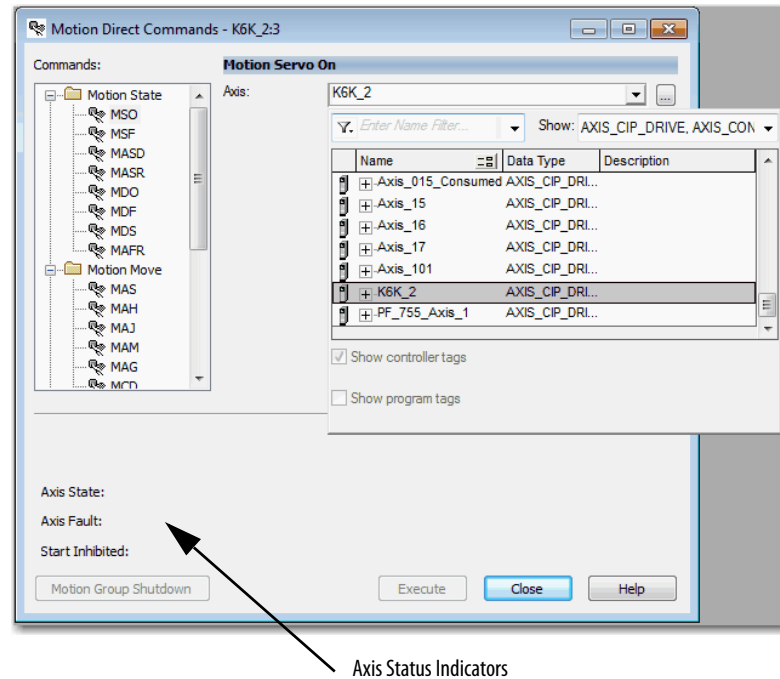 Motion Direct Commands - K6K_2:3
Commands:
Motion Servo On
Motion State
MSO
MSF
MASD
MASR
MDO
MDF
MDS
MAFR
Motion Move
MAS
MAH
MAJ
MAM
MAG
MCD
Axis:
K6K_2
...
Enter Name Filter...
Show: AXIS_CIP_DRIVE, AXIS_CON
Name Data Type Description
Axis_015_Consumed AXIS_CIP_DRI...
Axis_15 AXIS_CIP_DRI...
Axis_16 AXIS_CIP_DRI...
Axis_17 AXIS_CIP_DRI...
Axis_101 AXIS_CIP_DRI...
K6K_2 AXIS_CIP_DRI...
PF_755_Axis_1 AXIS_CIP_DRI...
Show controller tags
Show program tags
Axis State:
Axis Fault:
Start Inhibited:
Motion Group Shutdown Execute Close Help
Axis Status Indicators